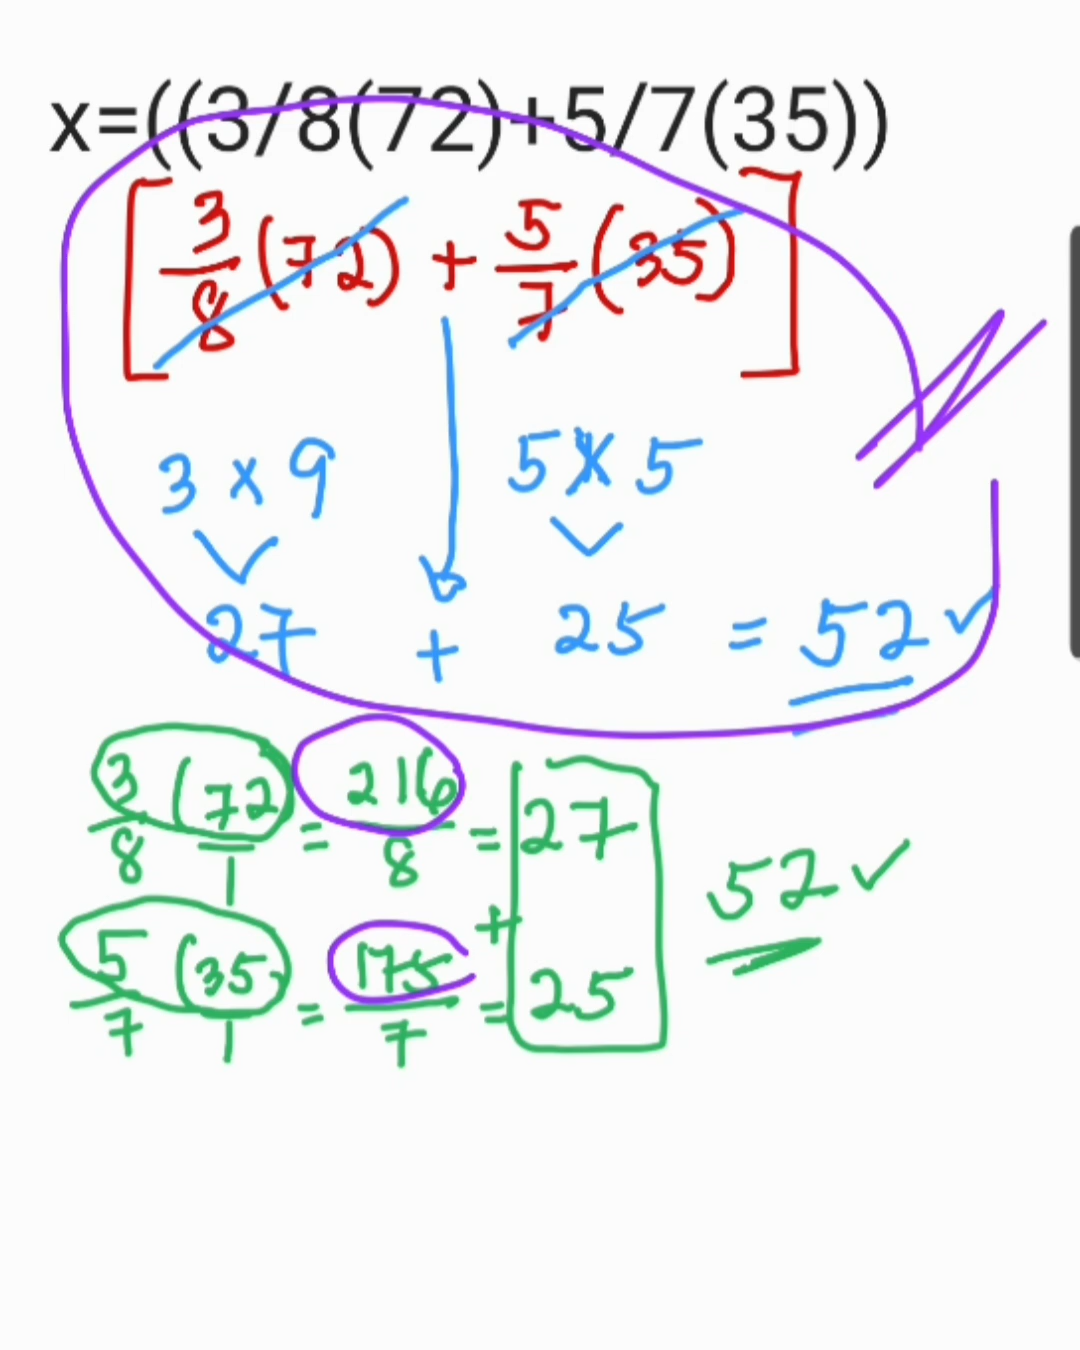 x=((3/8(72)+5/7(35))
[3/8 (72) + 5/7 (35)]
3 x 9 5 x 5
27 + 25 = 52 ✓
3/8 (72/1 = 216/8 = 27
+ 52 ✓
5/7 (35/1 = 175/7 = 25